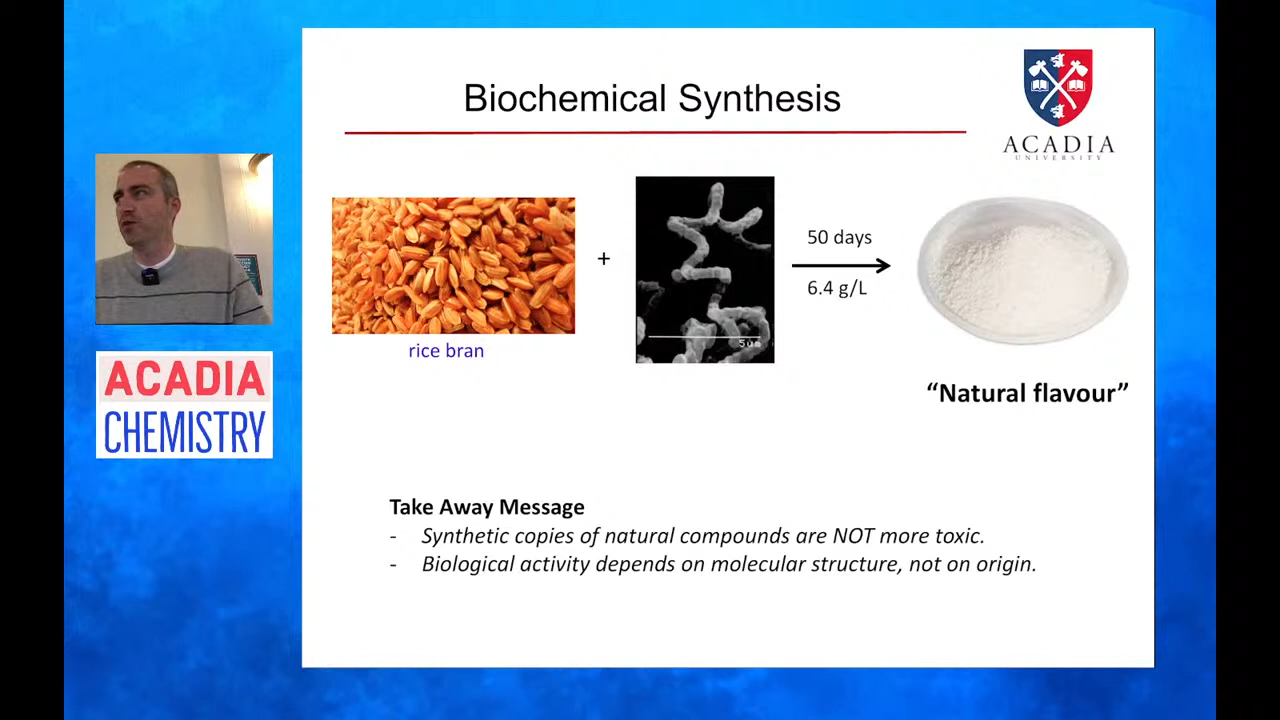 Biochemical Synthesis
ACADIA
UNIVERSITY
+
5um
50 days
6.4 g/L
rice bran
“Natural flavour”
ACADIA
CHEMISTRY
Take Away Message
- Synthetic copies of natural compounds are NOT more toxic.
- Biological activity depends on molecular structure, not on origin.